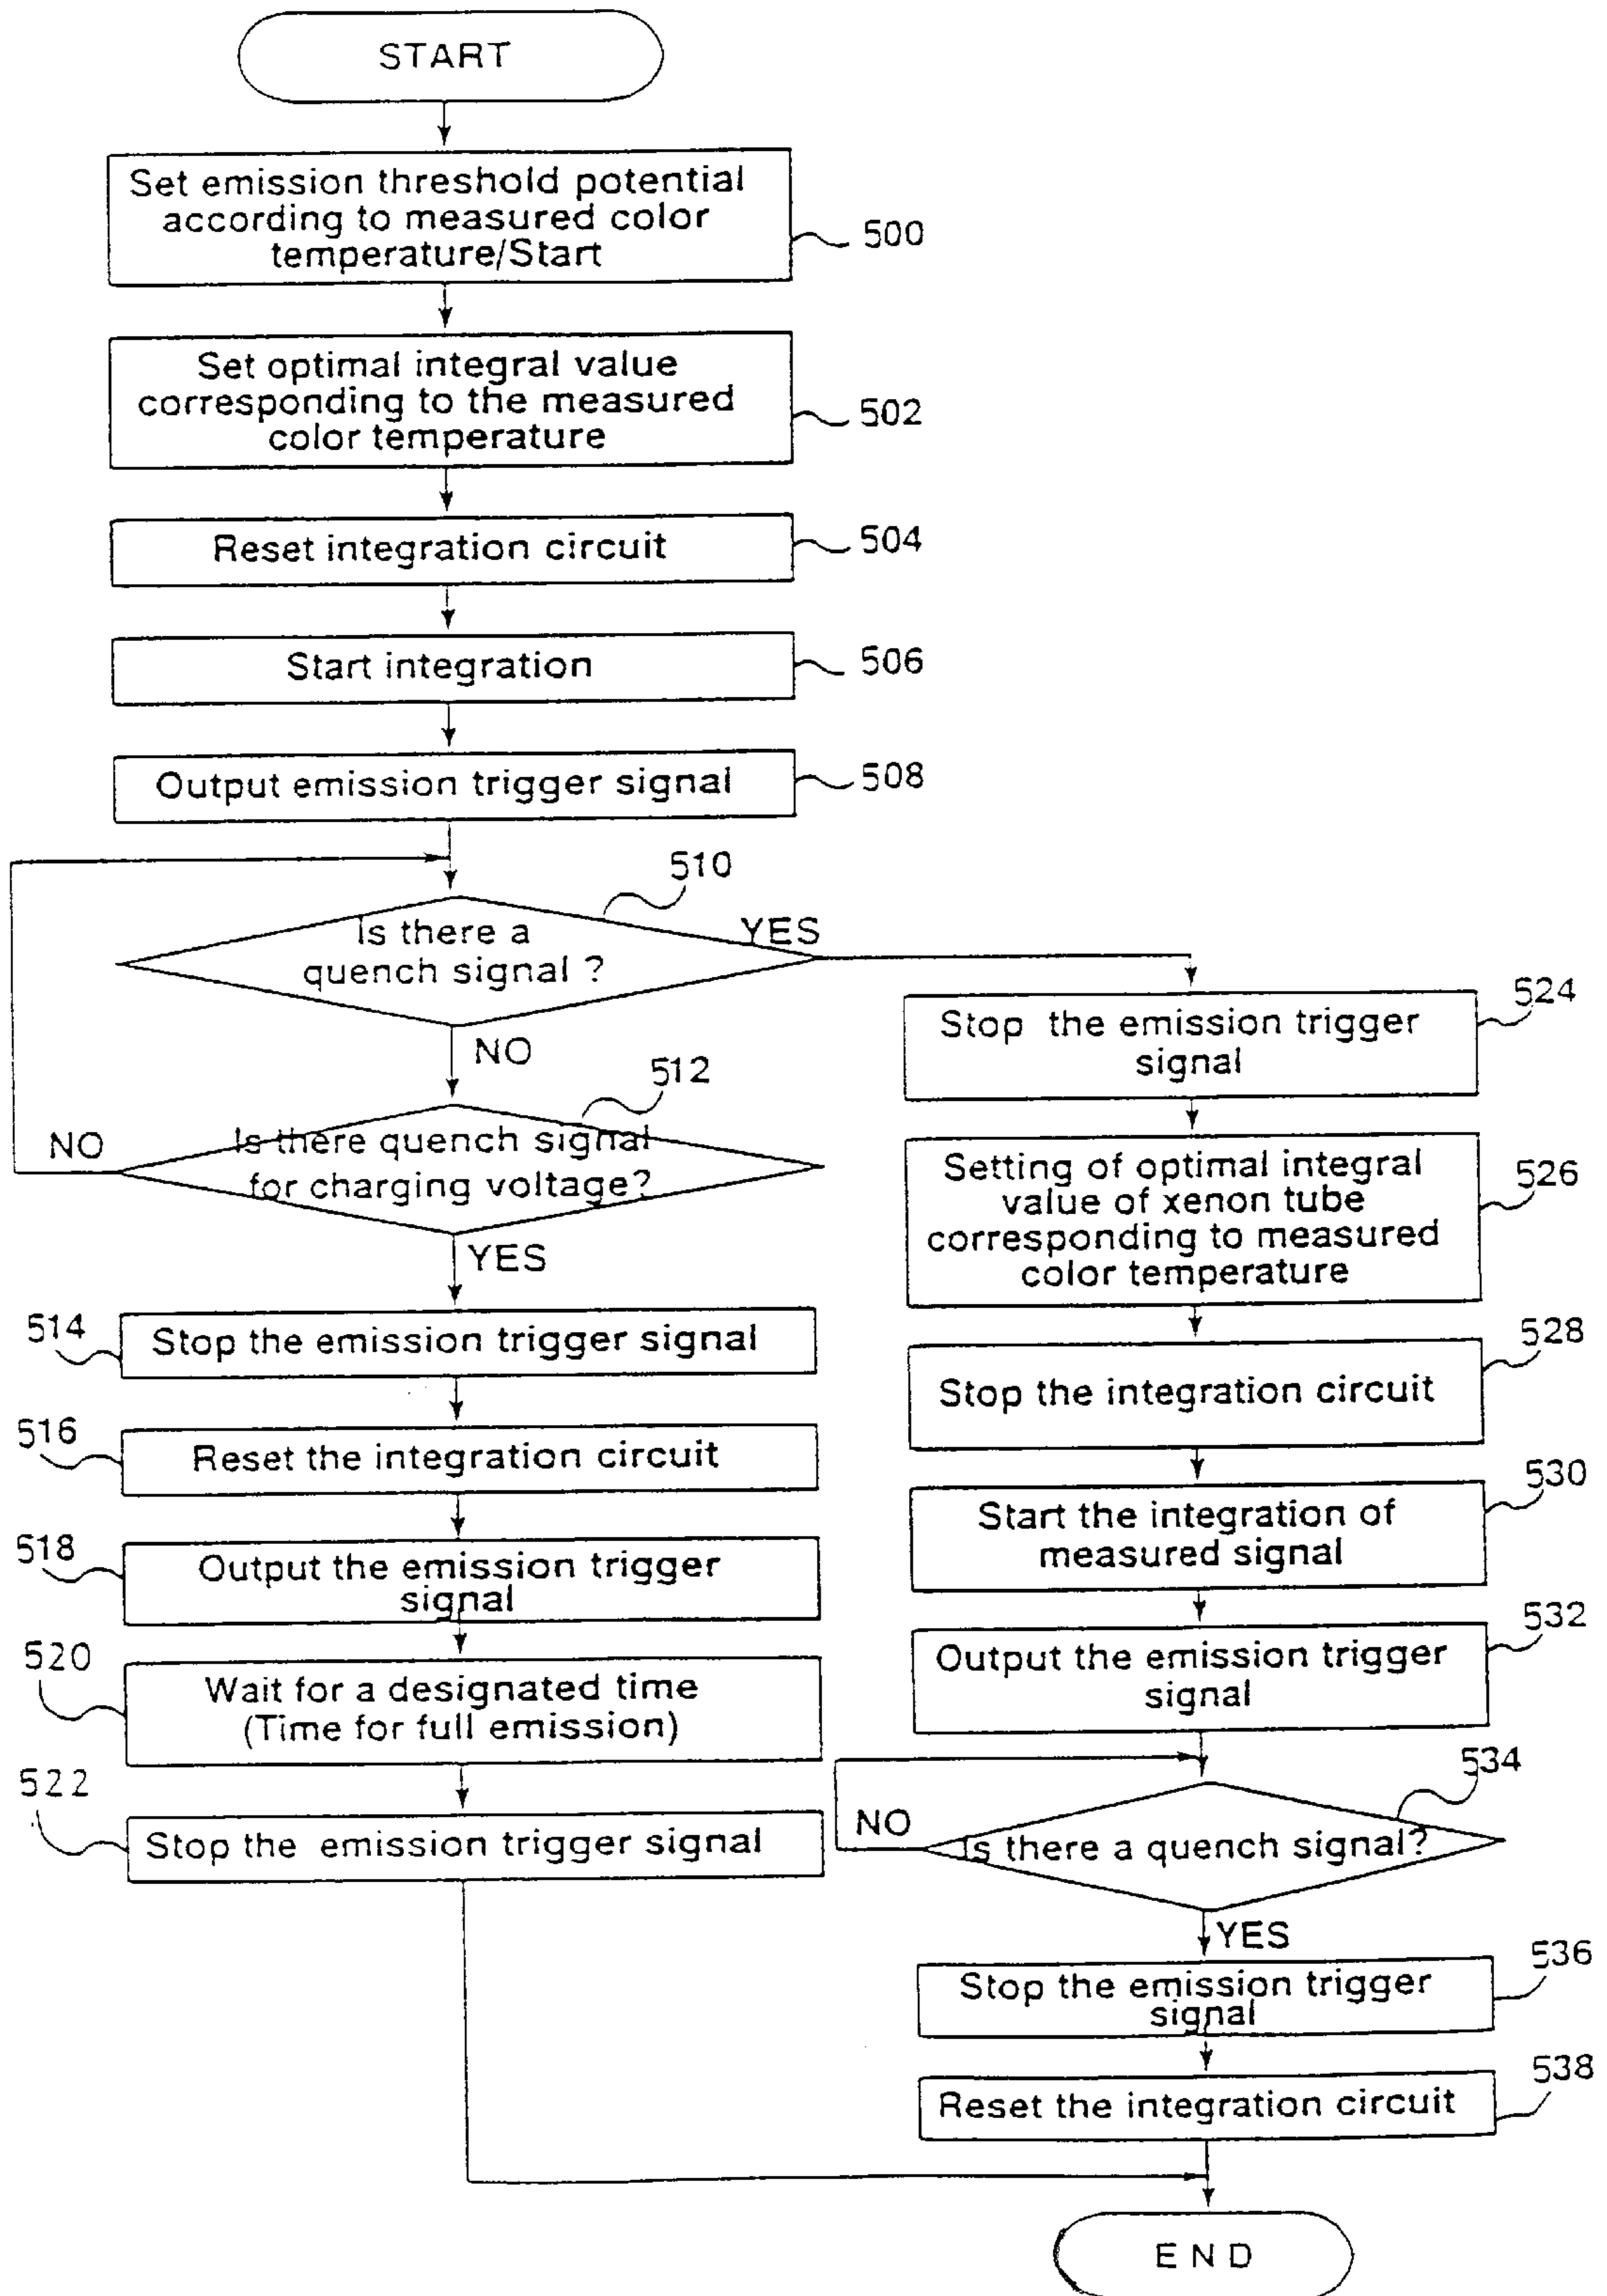 START
Set emission threshold potential
according to measured color
temperature/Start
500
Set optimal integral value
corresponding to the measured
color temperature
502
Reset integration circuit
504
Start integration
506
Output emission trigger signal
508
510
Is there a
quench signal ?
YES
NO
512
Is there quench signal
for charging voltage?
NO
YES
514
Stop the emission trigger signal
516
Reset the integration circuit
518
Output the emission trigger
signal
520
Wait for a designated time
(Time for full emission)
522
Stop the emission trigger signal
524
Stop the emission trigger
signal
526
Setting of optimal integral
value of xenon tube
corresponding to measured
color temperature
528
Stop the integration circuit
530
Start the integration of
measured signal
532
Output the emission trigger
signal
534
NO
Is there a quench signal?
YES
536
Stop the emission trigger
signal
538
Reset the integration circuit
END